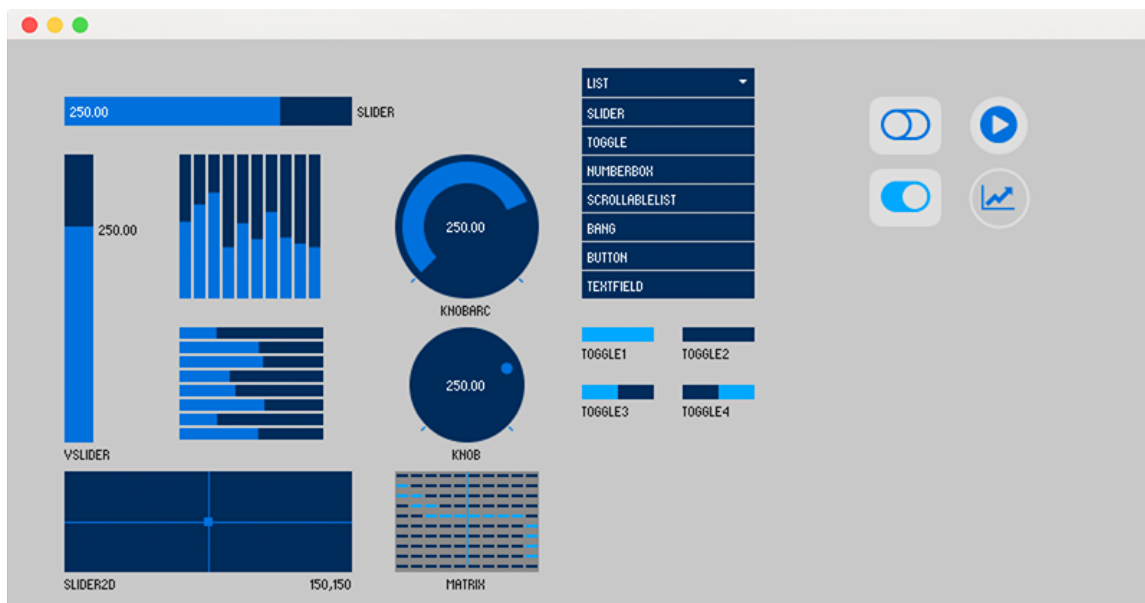 250.00
SLIDER
250.00
VSLIDER
250.00
KNOBARC
250.00
KNOB
LIST
SLIDER
TOGGLE
NUMBERBOX
SCROLLABLELIST
BANG
BUTTON
TEXTFIELD
TOGGLE1
TOGGLE2
TOGGLE3
TOGGLE4
SLIDER2D
150,150
MATRIX